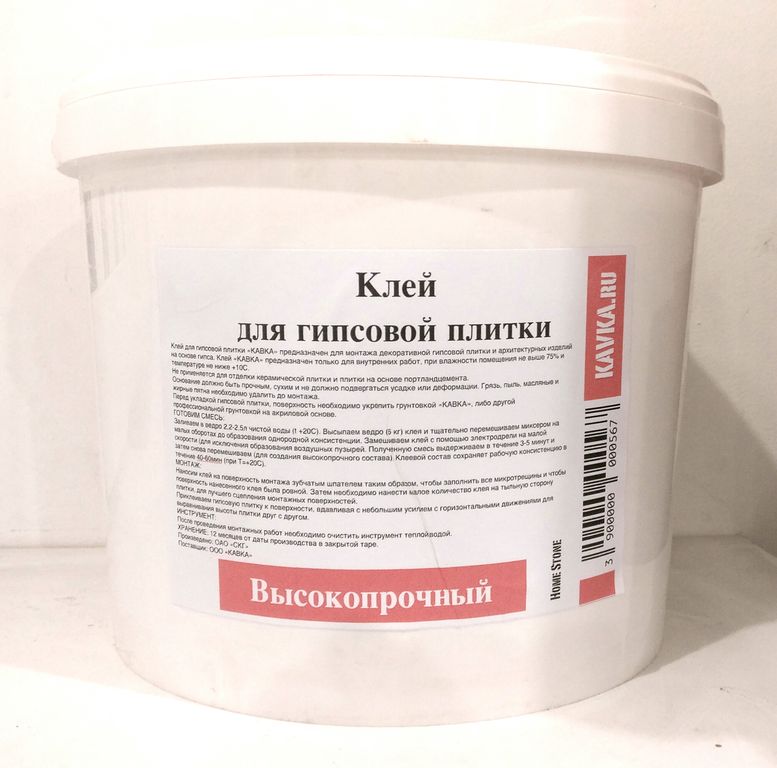 Клей
для гипсовой плитки
Клей для гипсовой плитки «КАВКА» предназначен для монтажа декоративной гипсовой плитки и архитектурных изделий
на основе гипса. Клей «КАВКА» предназначен только для внутренних работ, при влажности помещения не выше 75% и
температуре не ниже +10С.
Не применяется для отделки керамической плитки и плитки на основе портландцемента.
Основание должно быть прочным, сухим и не должно подвергаться усадке или деформации. Грязь, пыль, масляные и
жирные пятна необходимо удалить до монтажа.
Перед укладкой гипсовой плитки, поверхность необходимо укрепить грунтовкой «КАВКА», либо другой
профессиональной грунтовкой на акриловой основе.
ГОТОВИМ СМЕСЬ:
Заливаем в ведро 2,2-2.5л чистой воды (t +20С). Высыпаем ведро (5 кг) клея и тщательно перемешиваем миксером на
малых оборотах до образования однородной консистенции. Замешиваем клей с помощью электродрели на малой
скорости (для исключения образования воздушных пузырей). Полученную смесь выдерживаем в течение 3-5 минут и
затем снова перемешиваем (для создания высокопрочного состава). Клеевой состав сохраняет рабочую консистенцию в
течение 40-60мин (при Т=+20С).
МОНТАЖ:
Наносим клей на поверхность монтажа зубчатым шпателем таким образом, чтобы заполнить все микротрещины и чтобы
поверхность нанесенного клея была ровной. Затем необходимо нанести малое количество клея на тыльную сторону
плитки, для лучшего сцепления монтажных поверхностей.
Приклеиваем гипсовую плитку к поверхности, вдавливая с небольшим усилием с горизонтальными движениями для
выравнивания высоты плитки друг с другом.
ИНСТРУМЕНТ:
После проведения монтажных работ необходимо очистить инструмент теплойводой.
ХРАНЕНИЕ: 12 месяцев от даты производства в закрытой таре.
Произведено: ОАО «СКГ»
Поставщик: ООО «КАВКА»
Высокопрочный
KAVKA.RU
3 900000 000567
HOME STONE